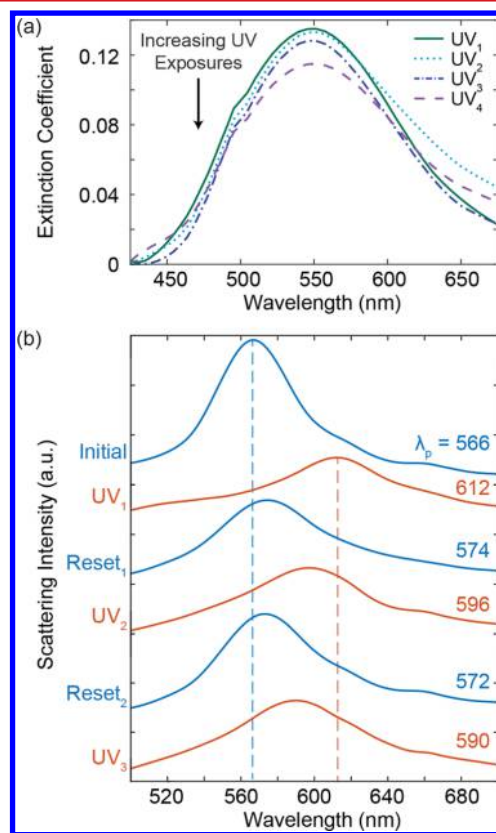 (a)
Increasing UV
Exposures
UV₁
UV₂
UV₃
UV₄
Extinction Coefficient
0.12
0.08
0.04
0
450 500 550 600 650
Wavelength (nm)
(b)
Scattering Intensity (a.u.)
Initial λₚ = 566
UV₁ 612
Reset₁ 574
UV₂ 596
Reset₂ 572
UV₃ 590
520 560 600 640 680
Wavelength (nm)